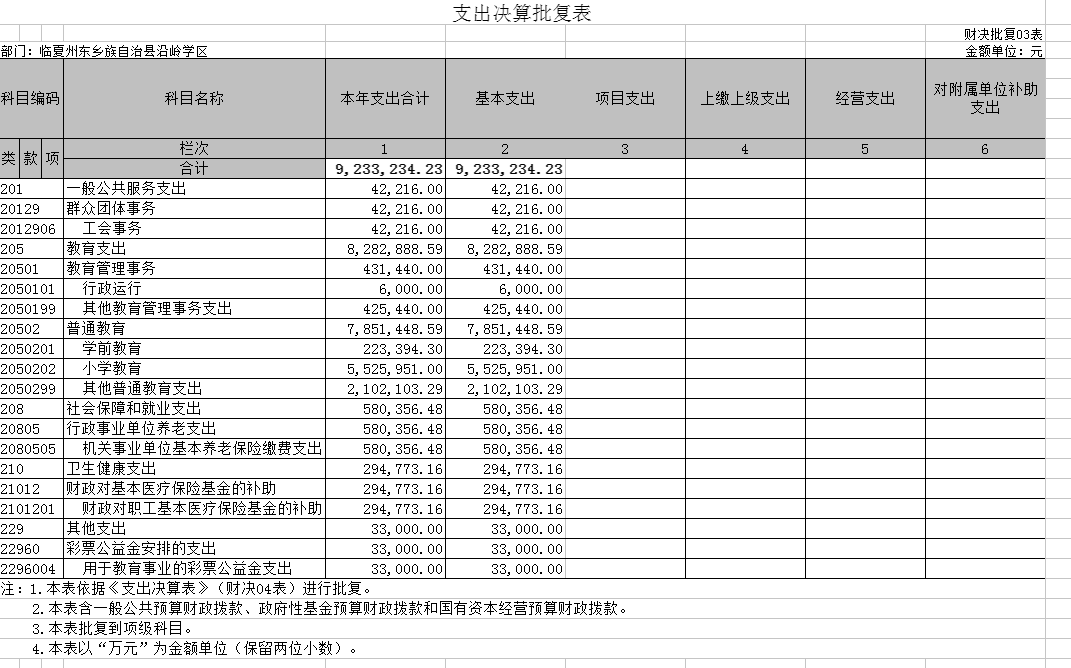 支出决算批复表
财决批复03表
部门：临夏州东乡族自治县沿岭学区 金额单位：元
科目编码 科目名称 本年支出合计 基本支出 项目支出 上缴上级支出 经营支出 对附属单位补助支出
类 款 项 栏次 1 2 3 4 5 6
合计 9,233,234.23 9,233,234.23
201 一般公共服务支出 42,216.00 42,216.00
20129 群众团体事务 42,216.00 42,216.00
2012906 工会事务 42,216.00 42,216.00
205 教育支出 8,282,888.59 8,282,888.59
20501 教育管理事务 431,440.00 431,440.00
2050101 行政运行 6,000.00 6,000.00
2050199 其他教育管理事务支出 425,440.00 425,440.00
20502 普通教育 7,851,448.59 7,851,448.59
2050201 学前教育 223,394.30 223,394.30
2050202 小学教育 5,525,951.00 5,525,951.00
2050299 其他普通教育支出 2,102,103.29 2,102,103.29
208 社会保障和就业支出 580,356.48 580,356.48
20805 行政事业单位养老支出 580,356.48 580,356.48
2080505 机关事业单位基本养老保险缴费支出 580,356.48 580,356.48
210 卫生健康支出 294,773.16 294,773.16
21012 财政对基本医疗保险基金的补助 294,773.16 294,773.16
2101201 财政对职工基本医疗保险基金的补助 294,773.16 294,773.16
229 其他支出 33,000.00 33,000.00
22960 彩票公益金安排的支出 33,000.00 33,000.00
2296004 用于教育事业的彩票公益金支出 33,000.00 33,000.00
注：1.本表依据《支出决算表》（财决04表）进行批复。
2.本表含一般公共预算财政拨款、政府性基金预算财政拨款和国有资本经营预算财政拨款。
3.本表批复到项级科目。
4.本表以“万元”为金额单位（保留两位小数）。